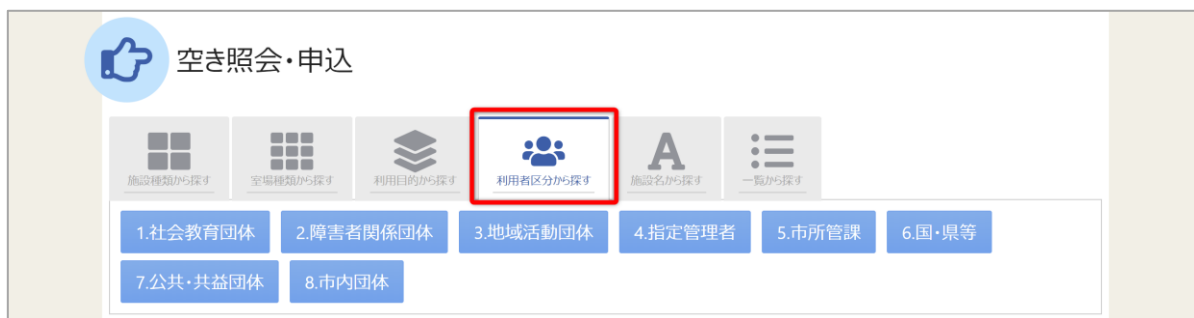 空き照会・申込
施設種類から探す 室場種類から探す 利用目的から探す 利用者区分から探す 施設名から探す 一覧から探す
1.社会教育団体 2.障害者関係団体 3.地域活動団体 4.指定管理者 5.市所管課 6.国・県等
7.公共・共益団体 8.市内団体